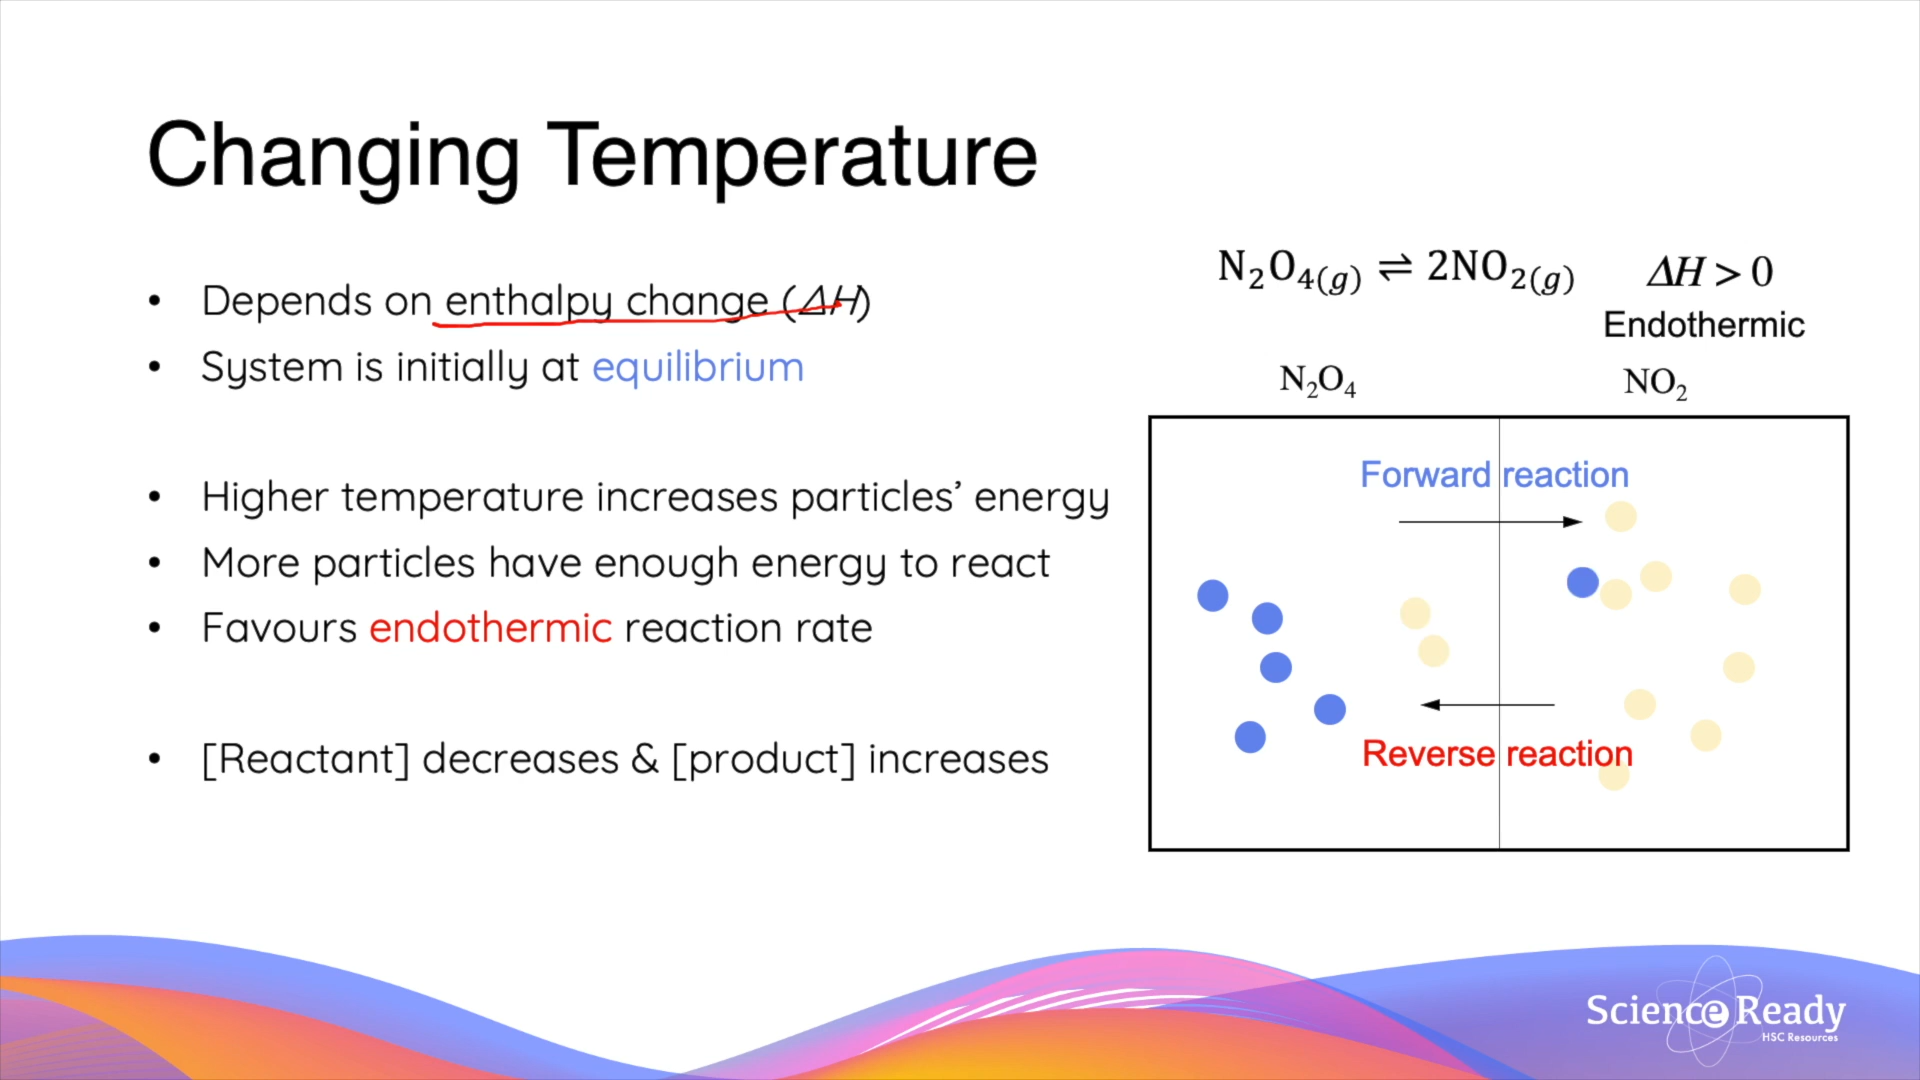 Changing Temperature
• Depends on enthalpy change (ΔH)
• System is initially at equilibrium
• Higher temperature increases particles’ energy
• More particles have enough energy to react
• Favours endothermic reaction rate
• [Reactant] decreases & [product] increases
N₂O₄(g) ⇌ 2NO₂(g) ΔH > 0
Endothermic
N₂O₄ NO₂
Forward reaction
Reverse reaction
Science Ready
HSC Resources